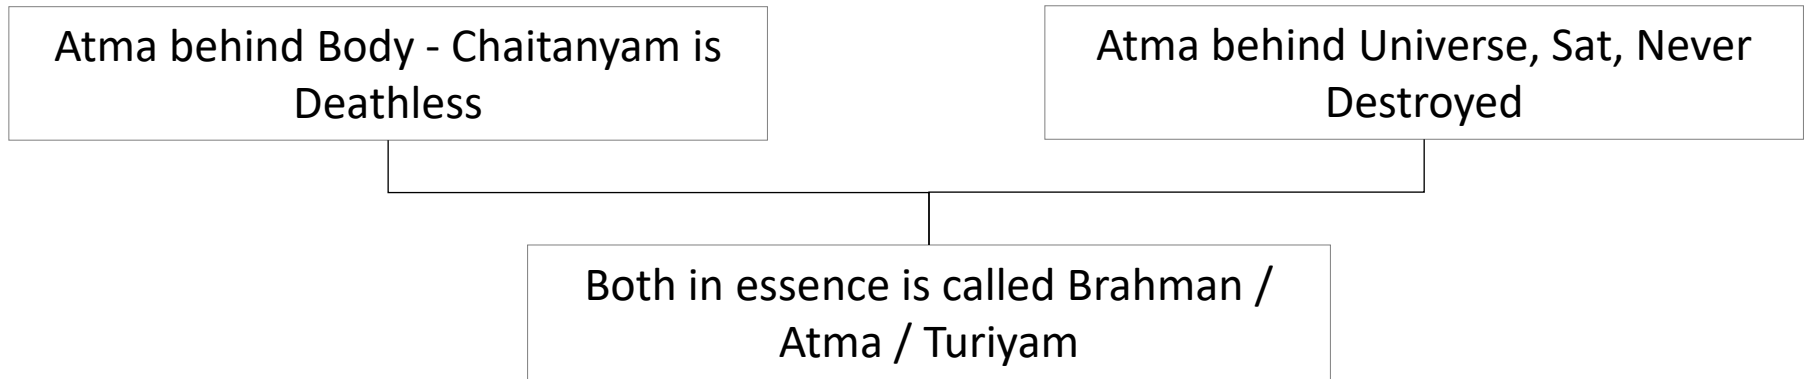 Atma behind Body - Chaitanyam is
Deathless
Atma behind Universe, Sat, Never
Destroyed
Both in essence is called Brahman /
Atma / Turiyam